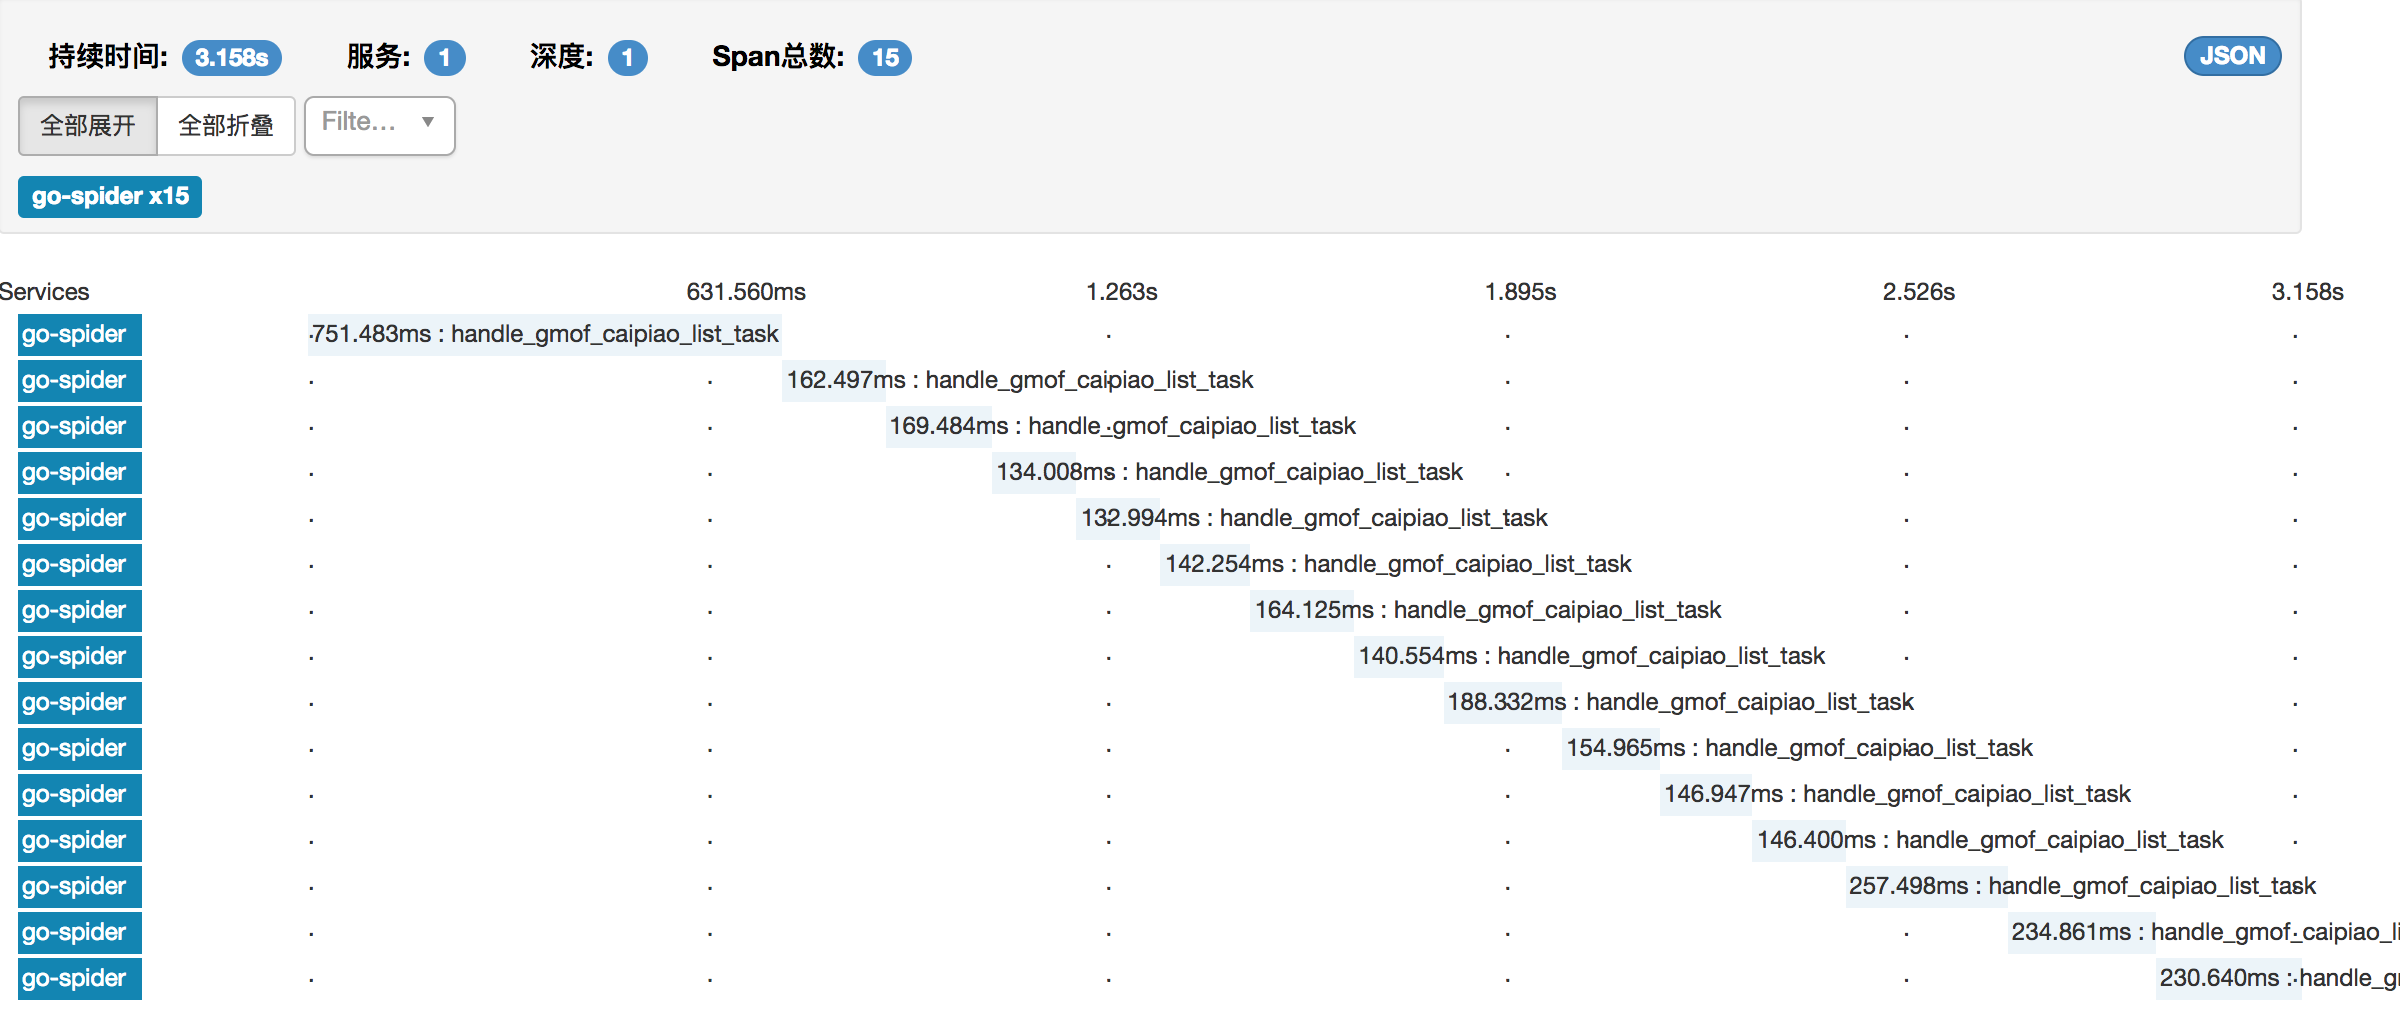 持续时间: 3.158s 服务: 1 深度: 1 Span总数: 15 JSON
全部展开 全部折叠 Filte...
go-spider x15
Services 631.560ms 1.263s 1.895s 2.526s 3.158s
go-spider 751.483ms : handle_gmof_caipiao_list_task
go-spider 162.497ms : handle_gmof_caipiao_list_task
go-spider 169.484ms : handle_gmof_caipiao_list_task
go-spider 134.008ms : handle_gmof_caipiao_list_task
go-spider 132.994ms : handle_gmof_caipiao_list_task
go-spider 142.254ms : handle_gmof_caipiao_list_task
go-spider 164.125ms : handle_gmof_caipiao_list_task
go-spider 140.554ms : handle_gmof_caipiao_list_task
go-spider 188.332ms : handle_gmof_caipiao_list_task
go-spider 154.965ms : handle_gmof_caipiao_list_task
go-spider 146.947ms : handle_gmof_caipiao_list_task
go-spider 146.400ms : handle_gmof_caipiao_list_task
go-spider 257.498ms : handle_gmof_caipiao_list_task
go-spider 234.861ms : handle_gmof_caipiao_li
go-spider 230.640ms : handle_g